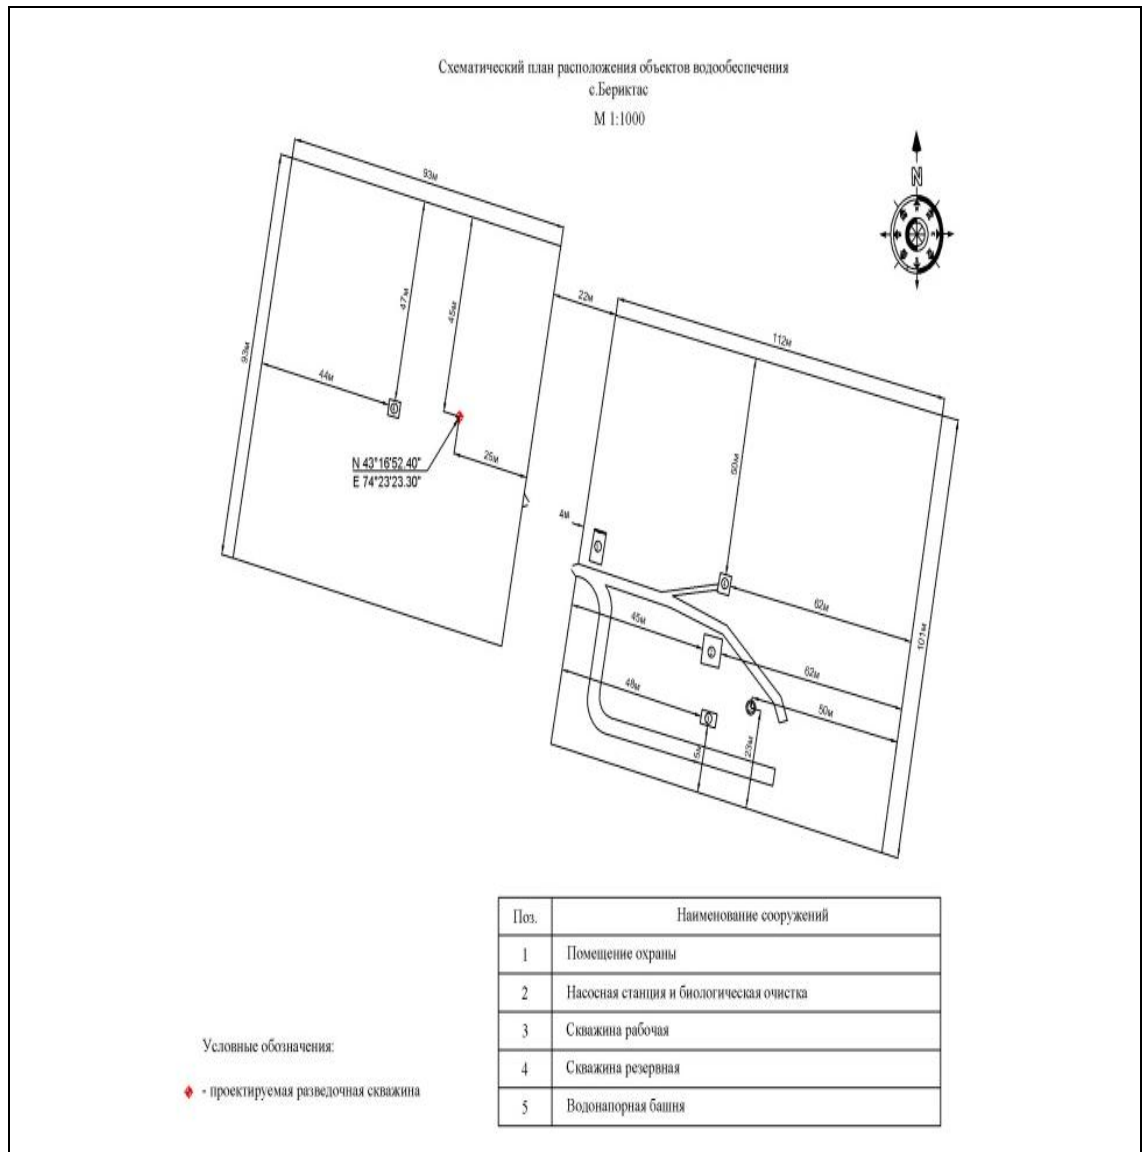 Схематический план расположения объектов водообеспечения
с.Бериктас
М 1:1000
N
93м
93м
47м
45м
44м
25м
N 43°16'52.40"
E 74°23'23.30"
22м
112м
60м
4м
62м
101м
45м
62м
48м
50м
23м
Поз. Наименование сооружений
1 Помещение охраны
2 Насосная станция и биологическая очистка
3 Скважина рабочая
4 Скважина резервная
5 Водонапорная башня
Условные обозначения:
- проектируемая разведочная скважина